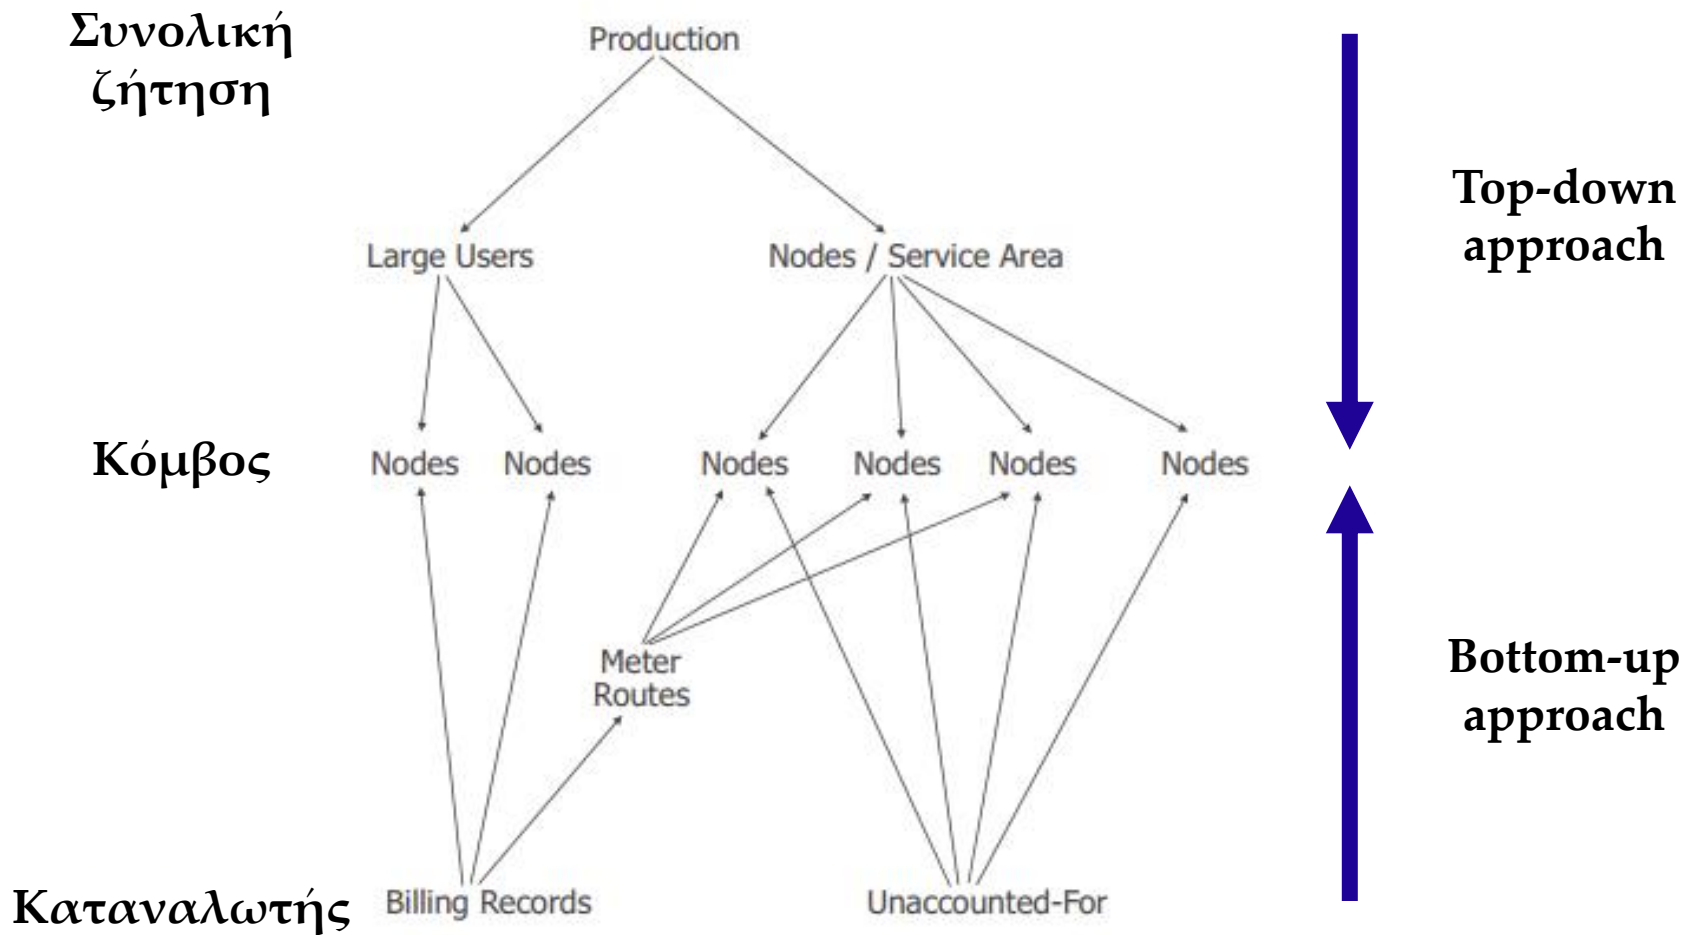 Συνολική
ζήτηση
Production
Top-down
approach
Large Users
Nodes / Service Area
Κόμβος
Nodes
Nodes
Nodes
Nodes
Nodes
Nodes
Meter
Routes
Bottom-up
approach
Καταναλωτής
Billing Records
Unaccounted-For